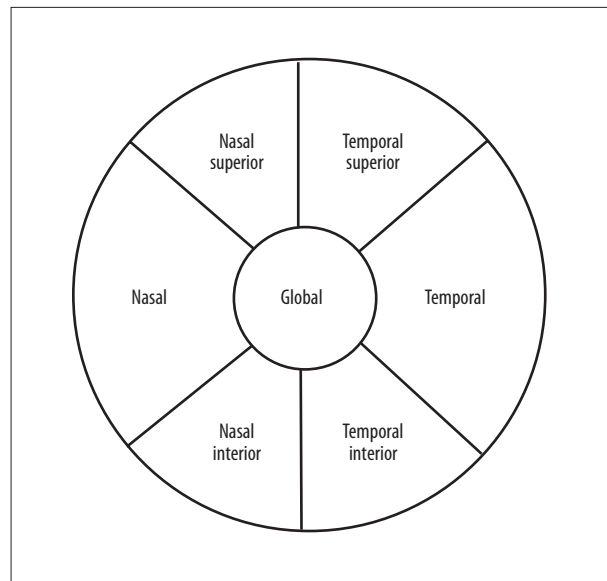 Nasal
superior
Temporal
superior
Nasal
Global
Temporal
Nasal
interior
Temporal
interior